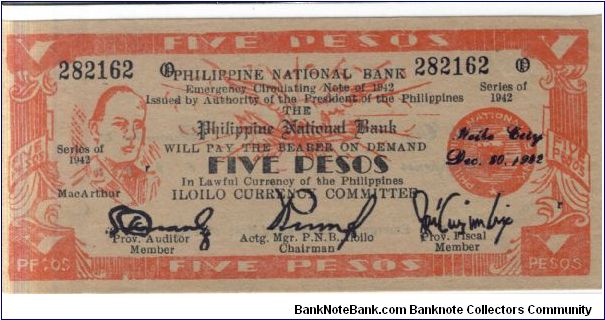 FIVE PESOS
282162 PHILIPPINE NATIONAL BANK 282162
Emergency Circulating Note of 1942
Issued by Authority of the President of the Philippines
Series of
1942
THE
Philippine National Bank
WILL PAY THE BEARER ON DEMAND
FIVE PESOS
In Lawful Currency of the Philippines
ILOILO CURRENCY COMMITTEE
Series of
1942
MacArthur
Iloilo City
Dec. 30, 1942
FIVE
PESOS
Prov. Auditor
Member
Actg. Mgr. P.N.B., Iloilo
Chairman
Prov. Fiscal
Member
PESOS FIVE PESOS PESOS
BankNoteBank.com Banknote Collectors Community